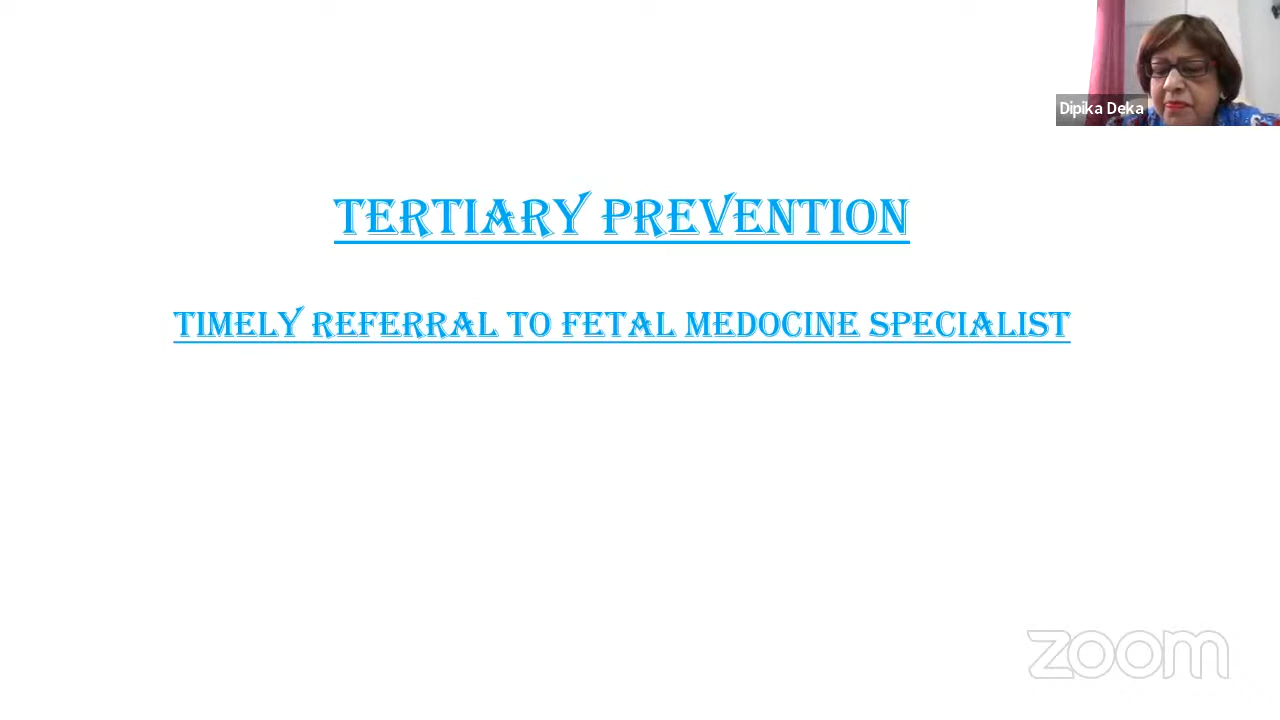 Dipika Deka
TERTIARY PREVENTION
TIMELY REFERRAL TO FETAL MEDOCINE SPECIALIST
zoom